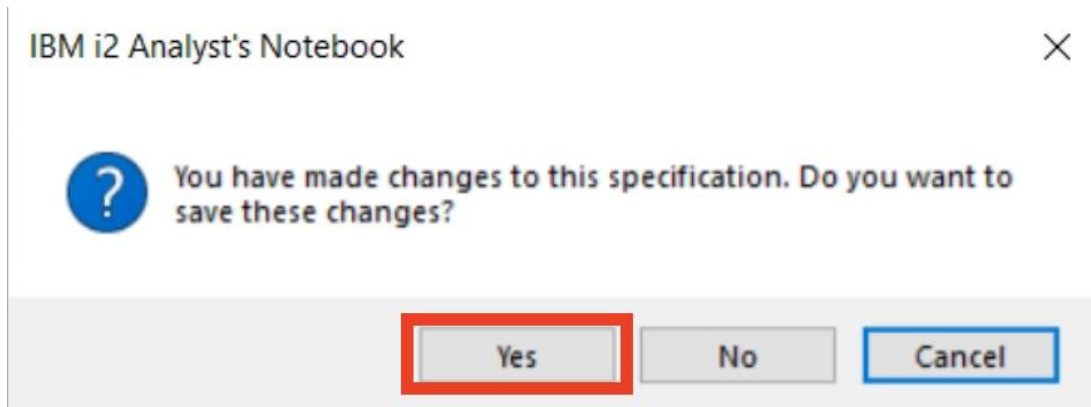 IBM i2 Analyst's Notebook
You have made changes to this specification. Do you want to
save these changes?
Yes No Cancel